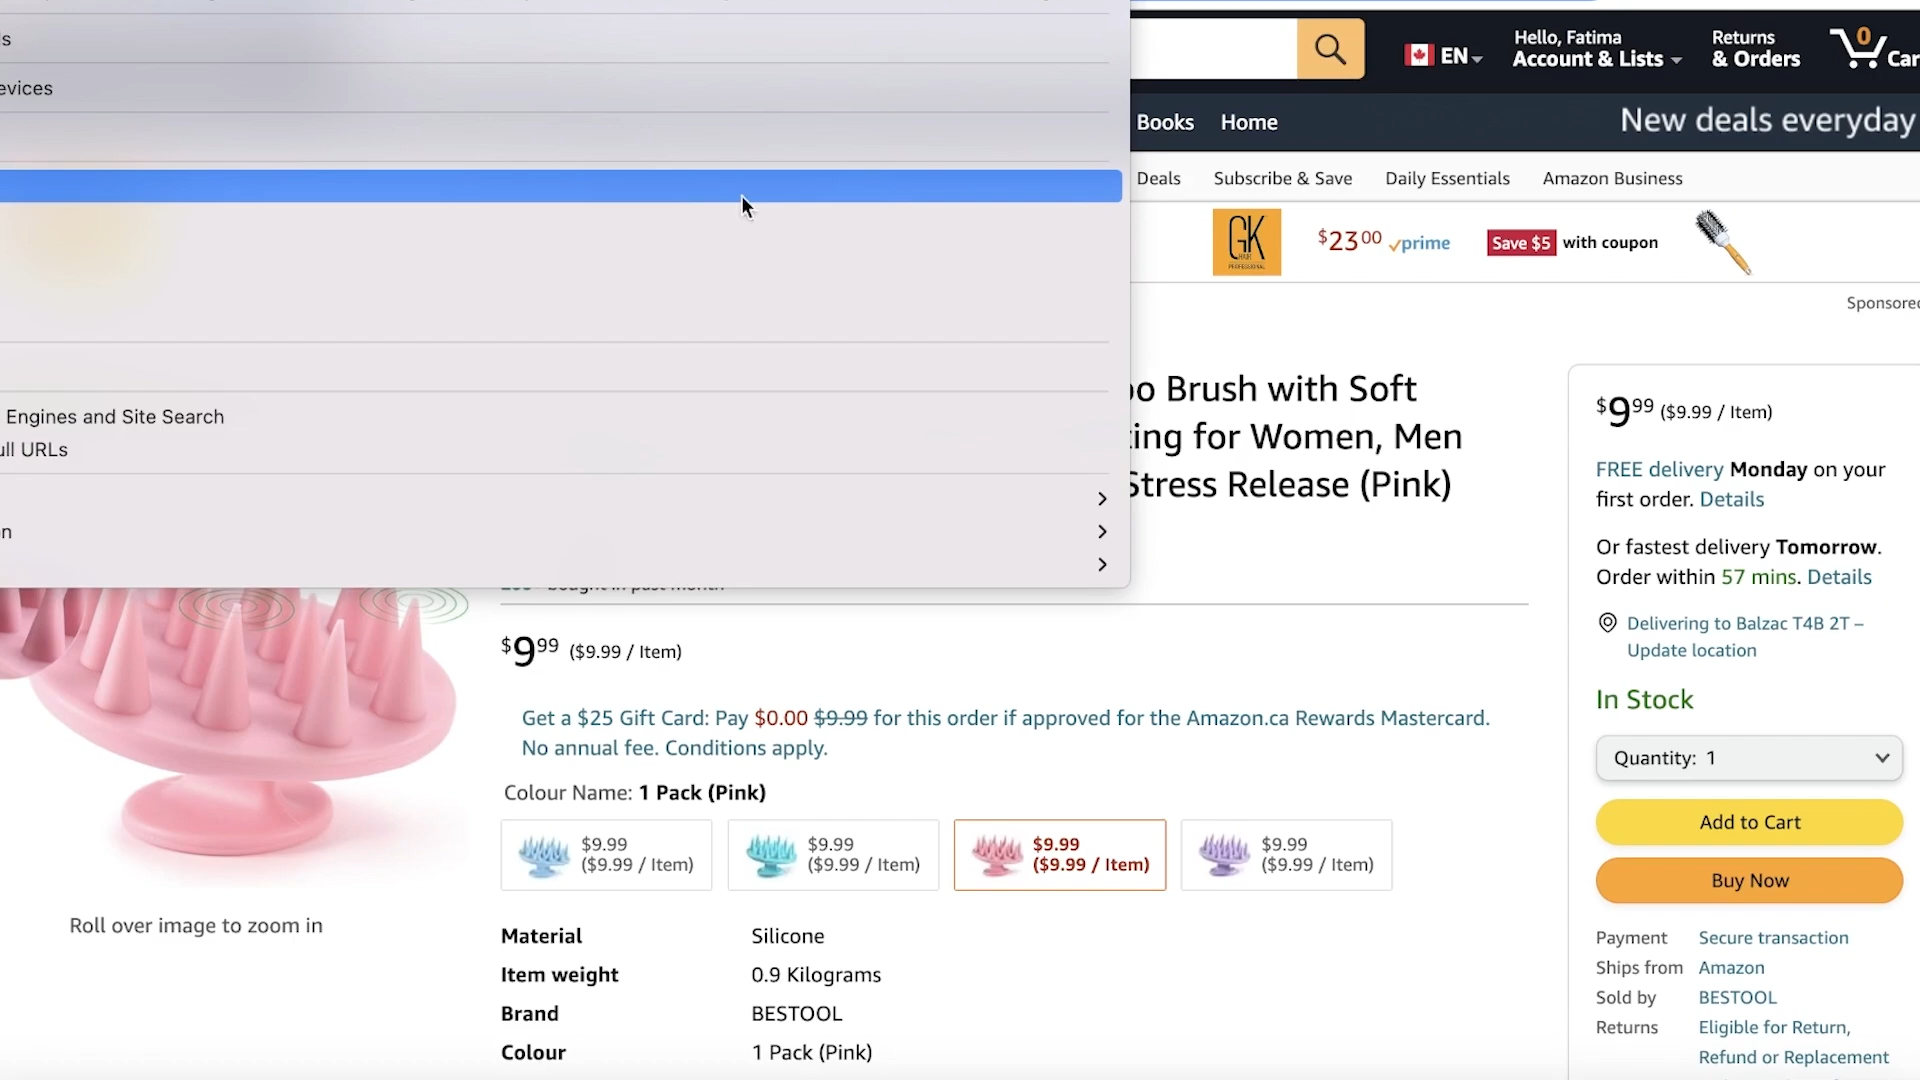 evices
Engines and Site Search
ull URLs
EN
Hello, Fatima
Account & Lists
Returns
& Orders
0
Car
Books Home
New deals everyday
Deals Subscribe & Save Daily Essentials Amazon Business
GK
HAIR
PROFESSIONAL
$23 00 prime
Save $5 with coupon
Sponsored
oo Brush with Soft
cing for Women, Men
Stress Release (Pink)
$9 99 ($9.99 / Item)
Get a $25 Gift Card: Pay $0.00 $9.99 for this order if approved for the Amazon.ca Rewards Mastercard.
No annual fee. Conditions apply.
Colour Name: 1 Pack (Pink)
$9.99
($9.99 / Item)
$9.99
($9.99 / Item)
$9.99
($9.99 / Item)
$9.99
($9.99 / Item)
Roll over image to zoom in
Material Silicone
Item weight 0.9 Kilograms
Brand BESTOOL
Colour 1 Pack (Pink)
$9 99 ($9.99 / Item)
FREE delivery Monday on your
first order. Details
Or fastest delivery Tomorrow.
Order within 57 mins. Details
Delivering to Balzac T4B 2T –
Update location
In Stock
Quantity: 1
Add to Cart
Buy Now
Payment Secure transaction
Ships from Amazon
Sold by BESTOOL
Returns Eligible for Return,
Refund or Replacement